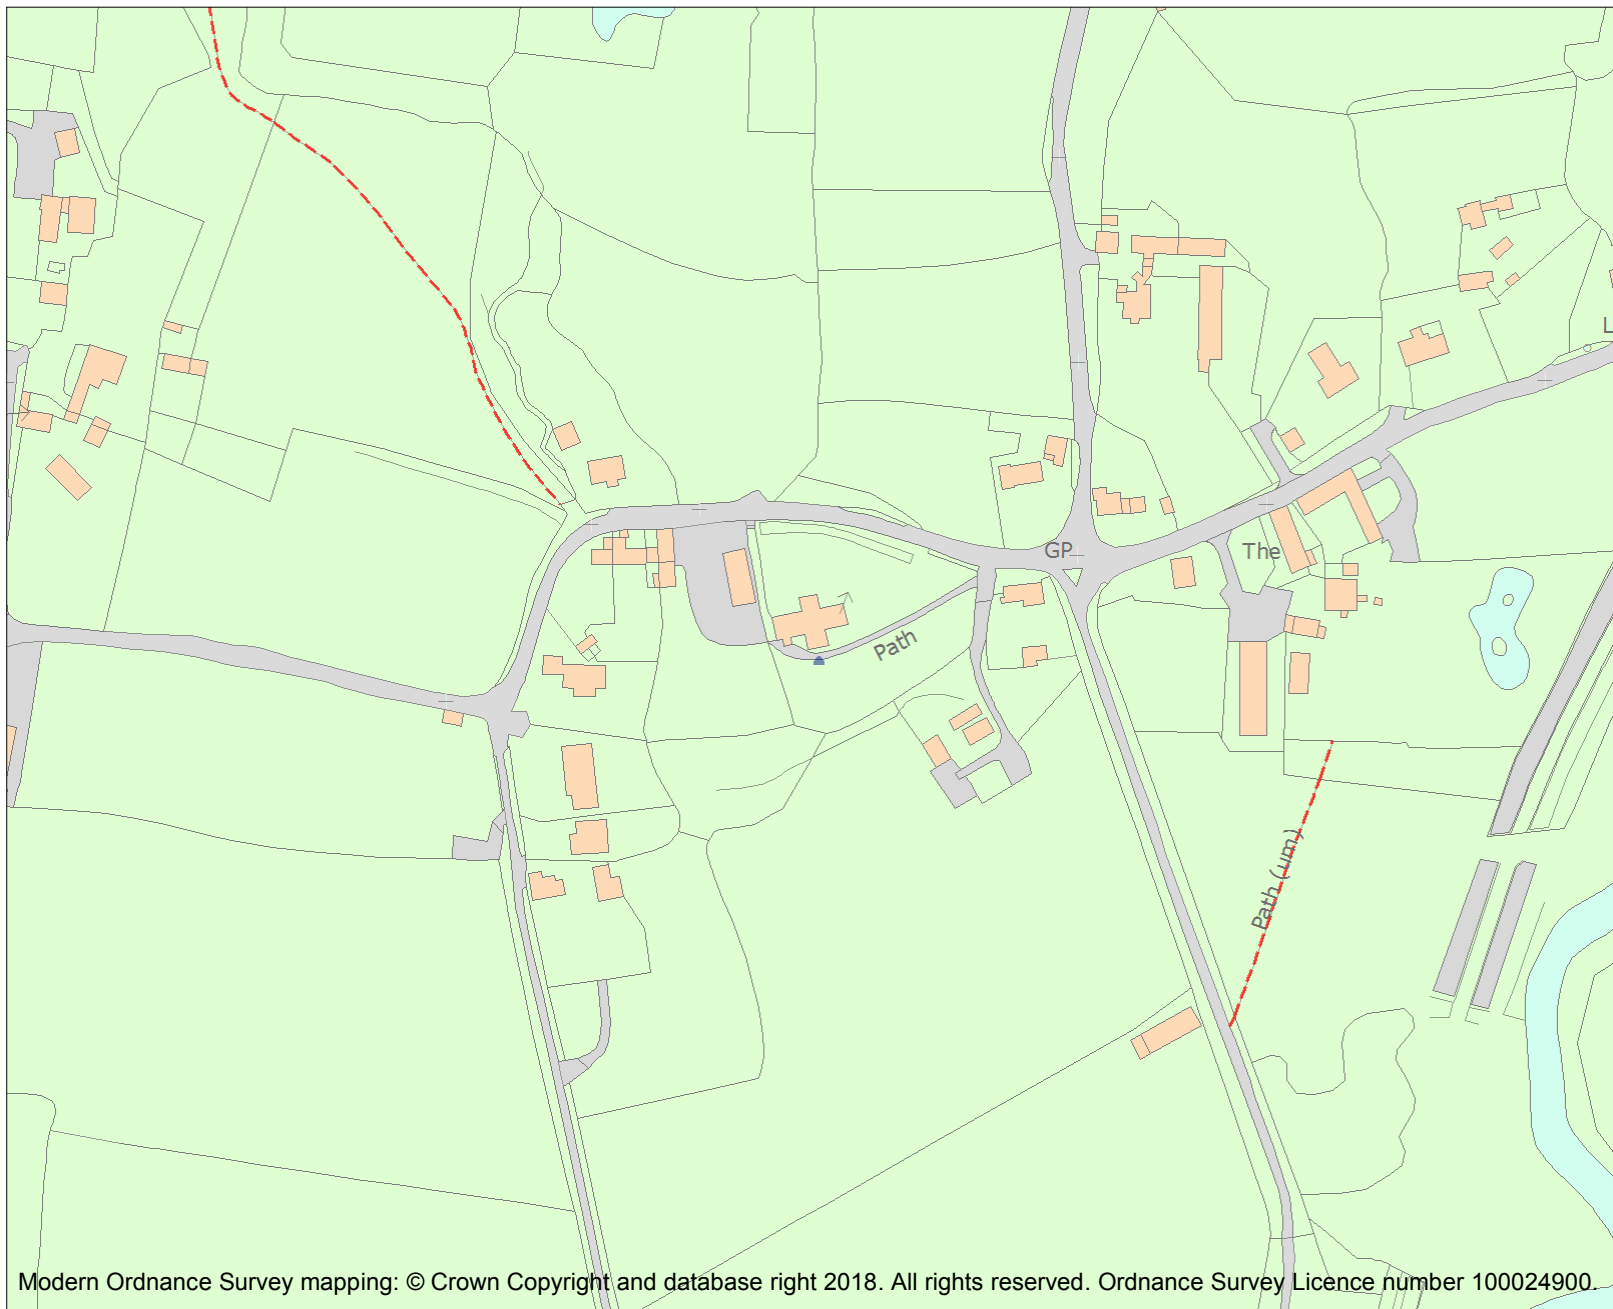 L
GP
The
Path
Path (um)
Modern Ordnance Survey mapping: © Crown Copyright and database right 2018. All rights reserved. Ordnance Survey Licence number 100024900.